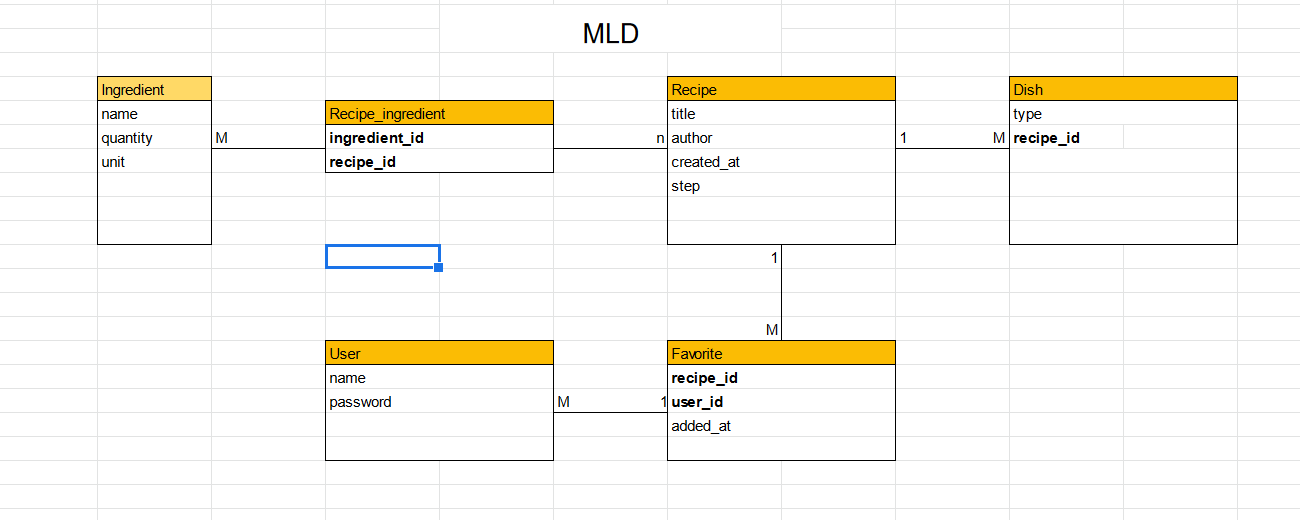 MLD
Ingredient
name
quantity
unit
M
Recipe_ingredient
ingredient_id
recipe_id
n
Recipe
title
author
created_at
step
1
M
Dish
type
recipe_id
1
M
User
name
password
M
1
Favorite
recipe_id
user_id
added_at